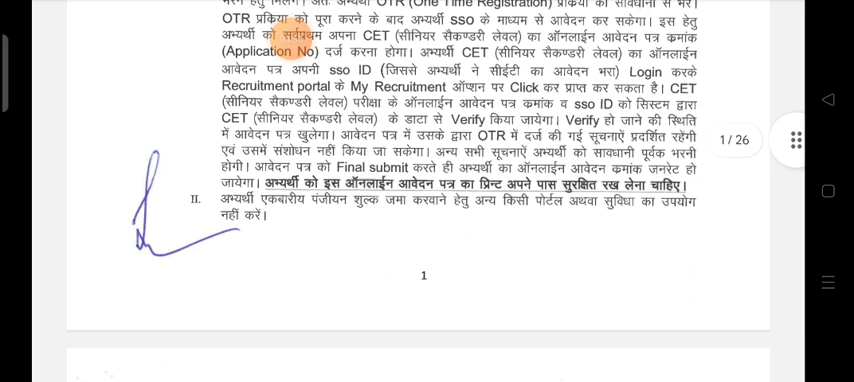 OTR प्रक्रिया को पूरा करने के बाद अभ्यर्थी sso के माध्यम से आवेदन कर सकेगा। इस हेतु
अभ्यर्थी को सर्वप्रथम अपना CET (सीनियर सैकण्डरी लेवल) का ऑनलाईन आवेदन पत्र क्रमांक
(Application No) दर्ज करना होगा। अभ्यर्थी CET (सीनियर सैकण्डरी लेवल) का ऑनलाईन
आवेदन पत्र अपनी sso ID (जिससे अभ्यर्थी ने सीईटी का आवेदन भरा) Login करके
Recruitment portal के My Recruitment ऑप्शन पर Click कर प्राप्त कर सकता है। CET
(सीनियर सैकण्डरी लेवल) परीक्षा के ऑनलाईन आवेदन पत्र क्रमांक व sso ID को सिस्टम द्वारा
CET (सीनियर सैकण्डरी लेवल) के डाटा से Verify किया जायेगा। Verify हो जाने की स्थिति
में आवेदन पत्र खुलेगा। आवेदन पत्र में उसके द्वारा OTR में दर्ज की गई सूचनाऐं प्रदर्शित रहेंगी
एवं उसमें संशोधन नहीं किया जा सकेगा। अन्य सभी सूचनाऐं अभ्यर्थी को सावधानी पूर्वक भरनी
होगी। आवेदन पत्र को Final submit करते ही अभ्यर्थी का ऑनलाईन आवेदन क्रमांक जनरेट हो
जायेगा। अभ्यर्थी को इस ऑनलाईन आवेदन पत्र का प्रिन्ट अपने पास सुरक्षित रख लेना चाहिए।
II. अभ्यर्थी एकबारीय पंजीयन शुल्क जमा करवाने हेतु अन्य किसी पोर्टल अथवा सुविधा का उपयोग
नहीं करें।
1
1 / 26